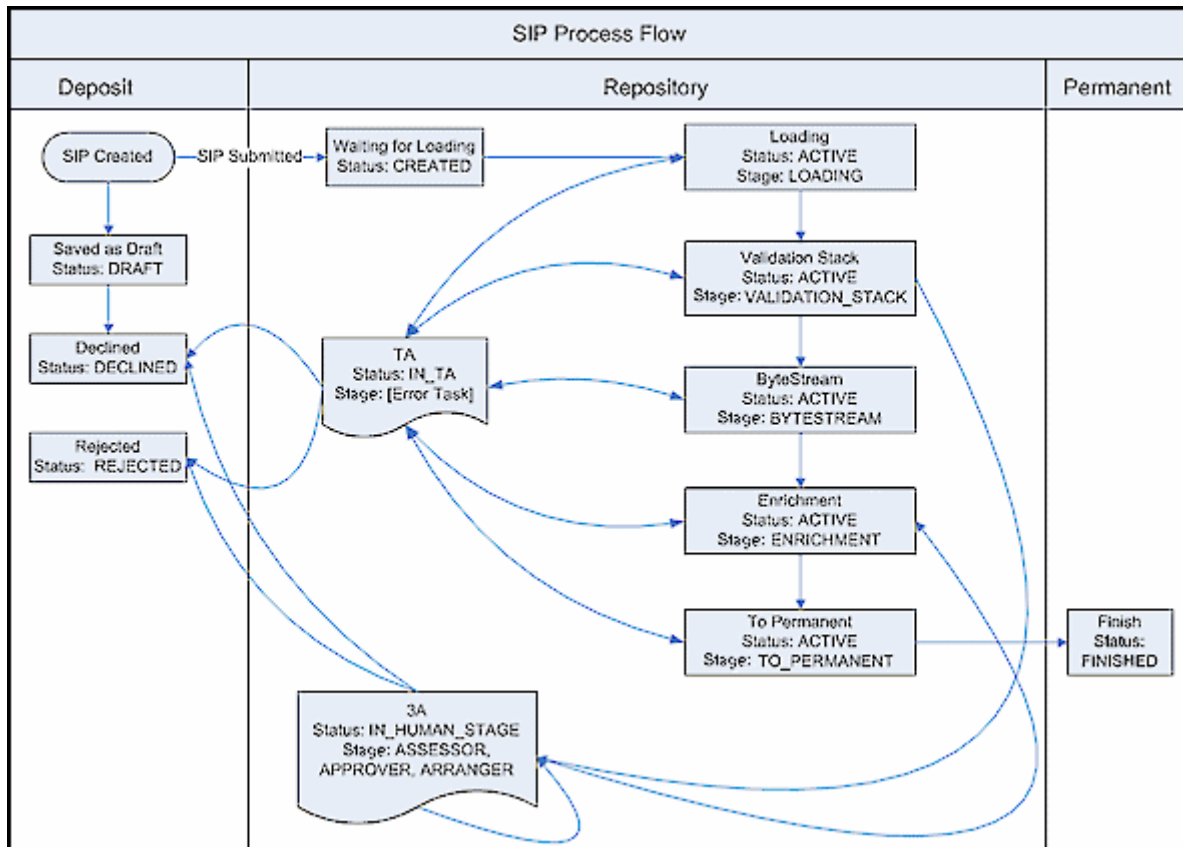 SIP Process Flow
Deposit
Repository
Permanent
SIP Created
SIP Submitted
Waiting for Loading
Status: CREATED
Loading
Status: ACTIVE
Stage: LOADING
Saved as Draft
Status: DRAFT
Validation Stack
Status: ACTIVE
Stage: VALIDATION_STACK
Declined
Status: DECLINED
TA
Status: IN_TA
Stage: [Error Task]
ByteStream
Status: ACTIVE
Stage: BYTESTREAM
Rejected
Status: REJECTED
Enrichment
Status: ACTIVE
Stage: ENRICHMENT
To Permanent
Status: ACTIVE
Stage: TO_PERMANENT
Finish
Status:
FINISHED
3A
Status: IN_HUMAN_STAGE
Stage: ASSESSOR,
APPROVER, ARRANGER